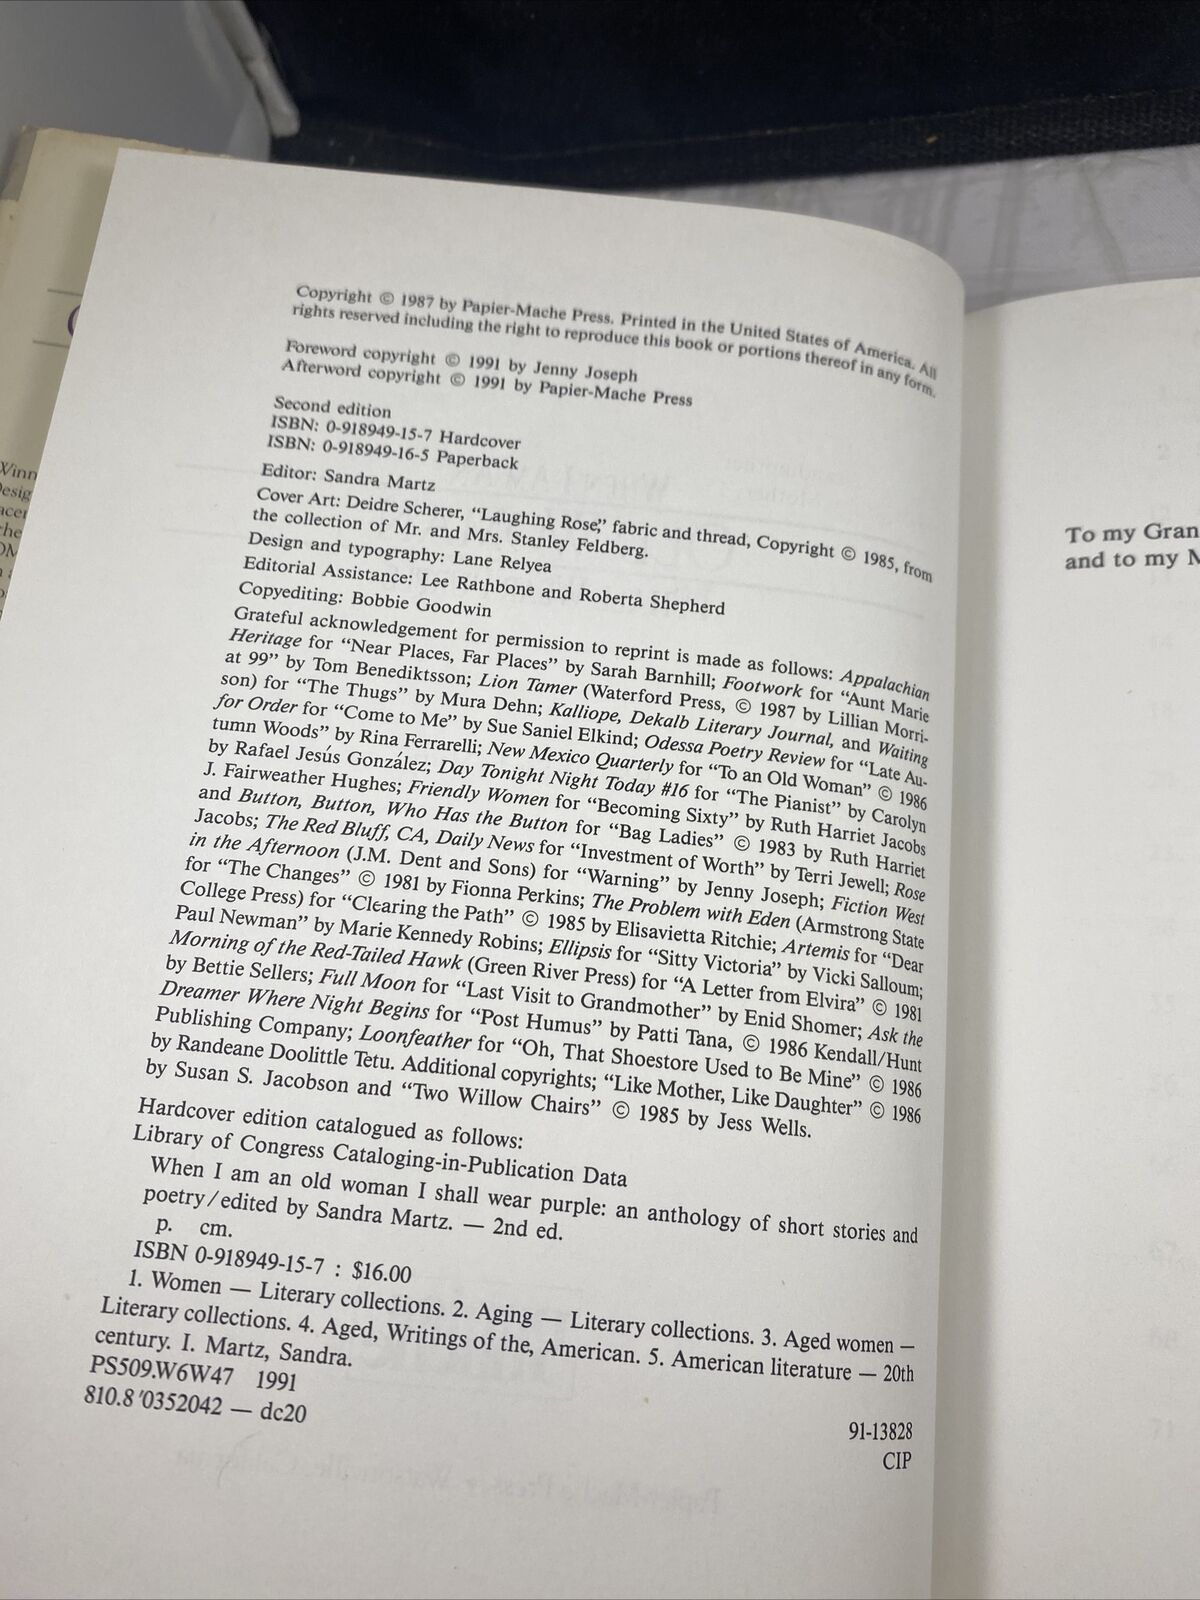 Copyright © 1987 by Papier-Mache Press. Printed in the United States of America. All
rights reserved including the right to reproduce this book or portions thereof in any form.
Foreword copyright © 1991 by Jenny Joseph
Afterword copyright © 1991 by Papier-Mache Press
Second edition
ISBN: 0-918949-15-7 Hardcover
ISBN: 0-918949-16-5 Paperback
Editor: Sandra Martz
Cover Art: Deidre Scherer, “Laughing Rose,” fabric and thread, Copyright © 1985, from
the collection of Mr. and Mrs. Stanley Feldberg.
Design and typography: Lane Relyea
Editorial Assistance: Lee Rathbone and Roberta Shepherd
Copyediting: Bobbie Goodwin
Grateful acknowledgement for permission to reprint is made as follows: Appalachian
Heritage for “Near Places, Far Places” by Sarah Barnhill; Footwork for “Aunt Marie
at 99” by Tom Benediktsson; Lion Tamer (Waterford Press, © 1987 by Lillian Morri-
son) for “The Thugs” by Mura Dehn; Kalliope, Dekalb Literary Journal, and Waiting
for Order for “Come to Me” by Sue Saniel Elkind; Odessa Poetry Review for “Late Au-
tumn Woods” by Rina Ferrarelli; New Mexico Quarterly for “To an Old Woman” © 1986
by Rafael Jesús González; Day Tonight Night Today #16 for “The Pianist” by Carolyn
J. Fairweather Hughes; Friendly Women for “Becoming Sixty” by Ruth Harriet Jacobs
and Button, Button, Who Has the Button for “Bag Ladies” © 1983 by Ruth Harriet
Jacobs; The Red Bluff, CA, Daily News for “Investment of Worth” by Terri Jewell; Rose
in the Afternoon (J.M. Dent and Sons) for “Warning” by Jenny Joseph; Fiction West
for “The Changes” © 1981 by Fionna Perkins; The Problem with Eden (Armstrong State
College Press) for “Clearing the Path” © 1985 by Elisavietta Ritchie; Artemis for “Dear
Paul Newman” by Marie Kennedy Robins; Ellipsis for “Sitty Victoria” by Vicki Salloum;
Morning of the Red-Tailed Hawk (Green River Press) for “A Letter from Elvira” © 1981
by Bettie Sellers; Full Moon for “Last Visit to Grandmother” by Enid Shomer; Ask the
Dreamer Where Night Begins for “Post Humus” by Patti Tana, © 1986 Kendall/Hunt
Publishing Company; Loonfeather for “Oh, That Shoestore Used to Be Mine” © 1986
by Randeane Doolittle Tetu. Additional copyrights; “Like Mother, Like Daughter” © 1986
by Susan S. Jacobson and “Two Willow Chairs” © 1985 by Jess Wells.
Hardcover edition catalogued as follows:
Library of Congress Cataloging-in-Publication Data
When I am an old woman I shall wear purple: an anthology of short stories and
poetry/edited by Sandra Martz. — 2nd ed.
p. cm.
ISBN 0-918949-15-7 : $16.00
1. Women — Literary collections. 2. Aging — Literary collections. 3. Aged women —
Literary collections. 4. Aged, Writings of the, American. 5. American literature — 20th
century. I. Martz, Sandra.
PS509.W6W47 1991
810.8'0352042 — dc20
91-13828
CIP
To my Gran
and to my M